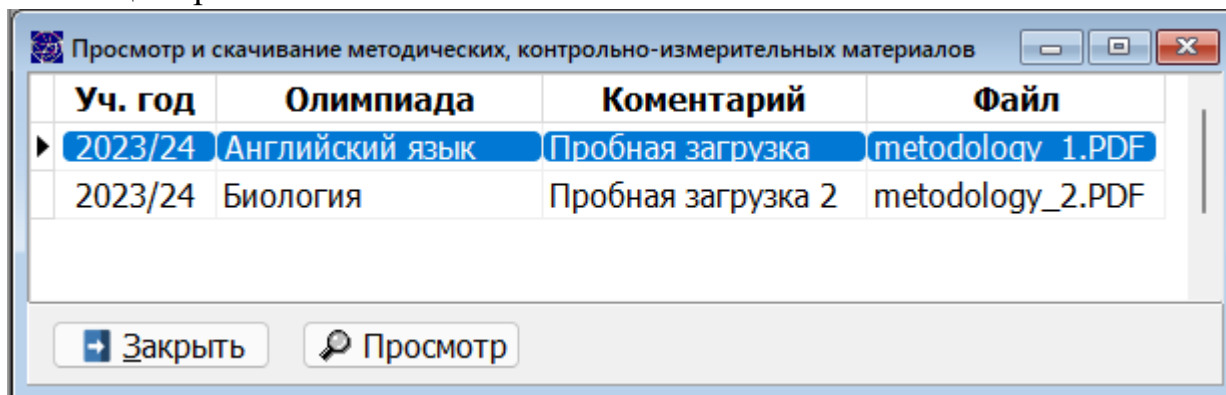 Просмотр и скачивание методических, контрольно-измерительных материалов
Уч. год Олимпиада Коментарий Файл
2023/24 Английский язык Пробная загрузка metodology_1.PDF
2023/24 Биология Пробная загрузка 2 metodology_2.PDF
Закрыть Просмотр